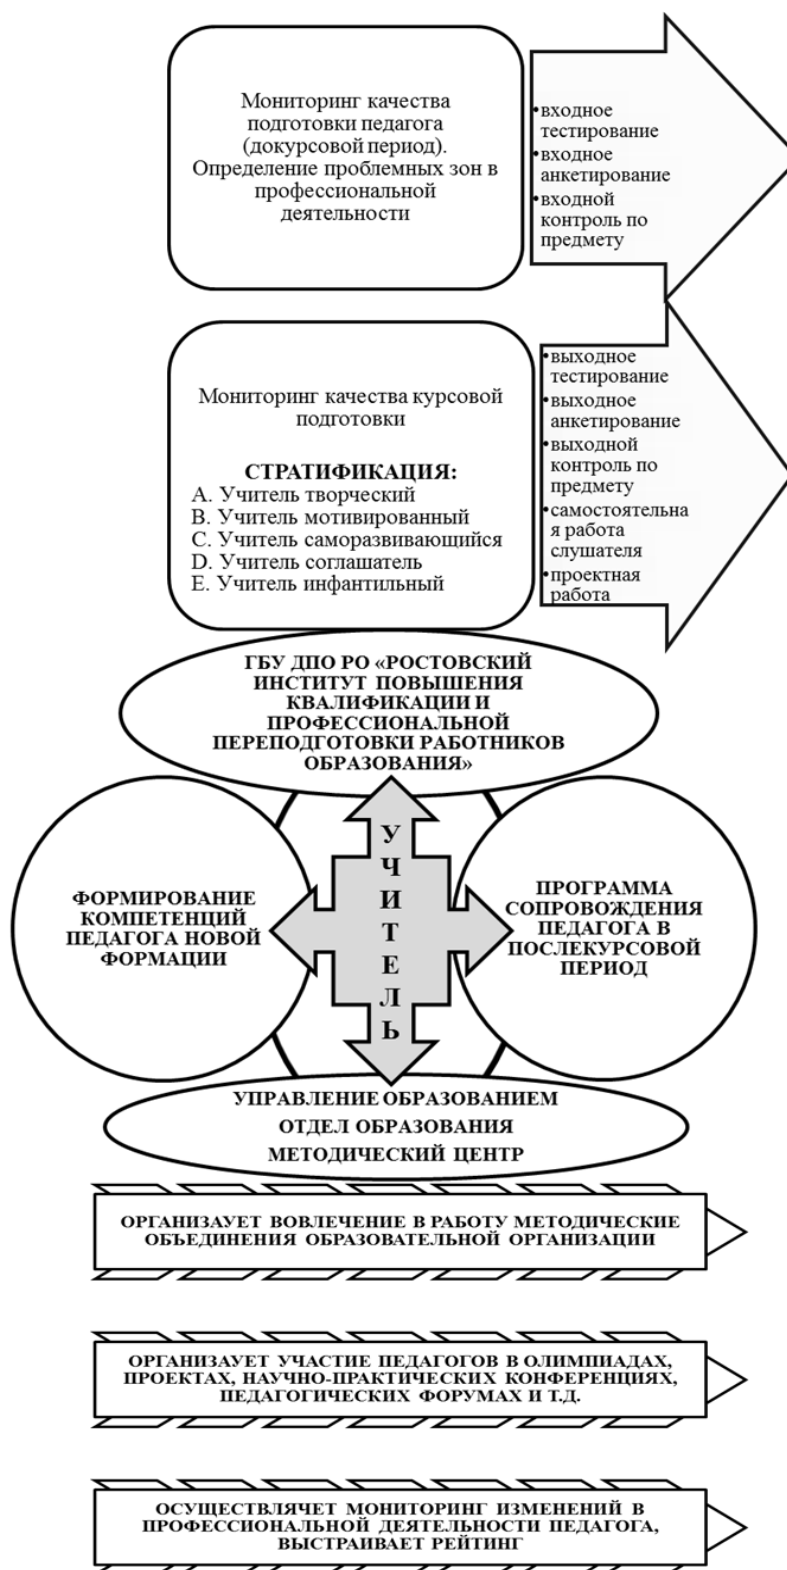 Мониторинг качества
подготовки педагога
(докурсовой период).
Определение проблемных зон в
профессиональной
деятельности
•входное
тестирование
•входное
анкетирование
•входной
контроль по
предмету
Мониторинг качества курсовой
подготовки
СТРАТИФИКАЦИЯ:
A. Учитель творческий
B. Учитель мотивированный
C. Учитель саморазвивающийся
D. Учитель соглашатель
E. Учитель инфантильный
•выходное
тестирование
•выходное
анкетирование
•выходной
контроль по
предмету
•самостоятельна
я работа
слушателя
•проектная
работа
ГБУ ДПО РО «РОСТОВСКИЙ
ИНСТИТУТ ПОВЫШЕНИЯ
КВАЛИФИКАЦИИ И
ПРОФЕССИОНАЛЬНОЙ
ПЕРЕПОДГОТОВКИ РАБОТНИКОВ
ОБРАЗОВАНИЯ»
ФОРМИРОВАНИЕ
КОМПЕТЕНЦИЙ
ПЕДАГОГА НОВОЙ
ФОРМАЦИИ
У
Ч
И
Т
Е
Л
Ь
ПРОГРАММА
СОПРОВОЖДЕНИЯ
ПЕДАГОГА В
ПОСЛЕКУРСОВОЙ
ПЕРИОД
УПРАВЛЕНИЕ ОБРАЗОВАНИЕМ
ОТДЕЛ ОБРАЗОВАНИЯ
МЕТОДИЧЕСКИЙ ЦЕНТР
ОРГАНИЗАУЕТ ВОВЛЕЧЕНИЕ В РАБОТУ МЕТОДИЧЕСКИЕ
ОБЪЕДИНЕНИЯ ОБРАЗОВАТЕЛЬНОЙ ОРГАНИЗАЦИИ
ОРГАНИЗАУЕТ УЧАСТИЕ ПЕДАГОГОВ В ОЛИМПИАДАХ,
ПРОЕКТАХ, НАУЧНО-ПРАКТИЧЕСКИХ КОНФЕРЕНЦИЯХ,
ПЕДАГОГИЧЕСКИХ ФОРУМАХ И Т.Д.
ОСУЩЕСТВЛЯЧЕТ МОНИТОРИНГ ИЗМЕНЕНИЙ В
ПРОФЕССИОНАЛЬНОЙ ДЕЯТЕЛЬНОСТИ ПЕДАГОГА,
ВЫСТРАИВАЕТ РЕЙТИНГ